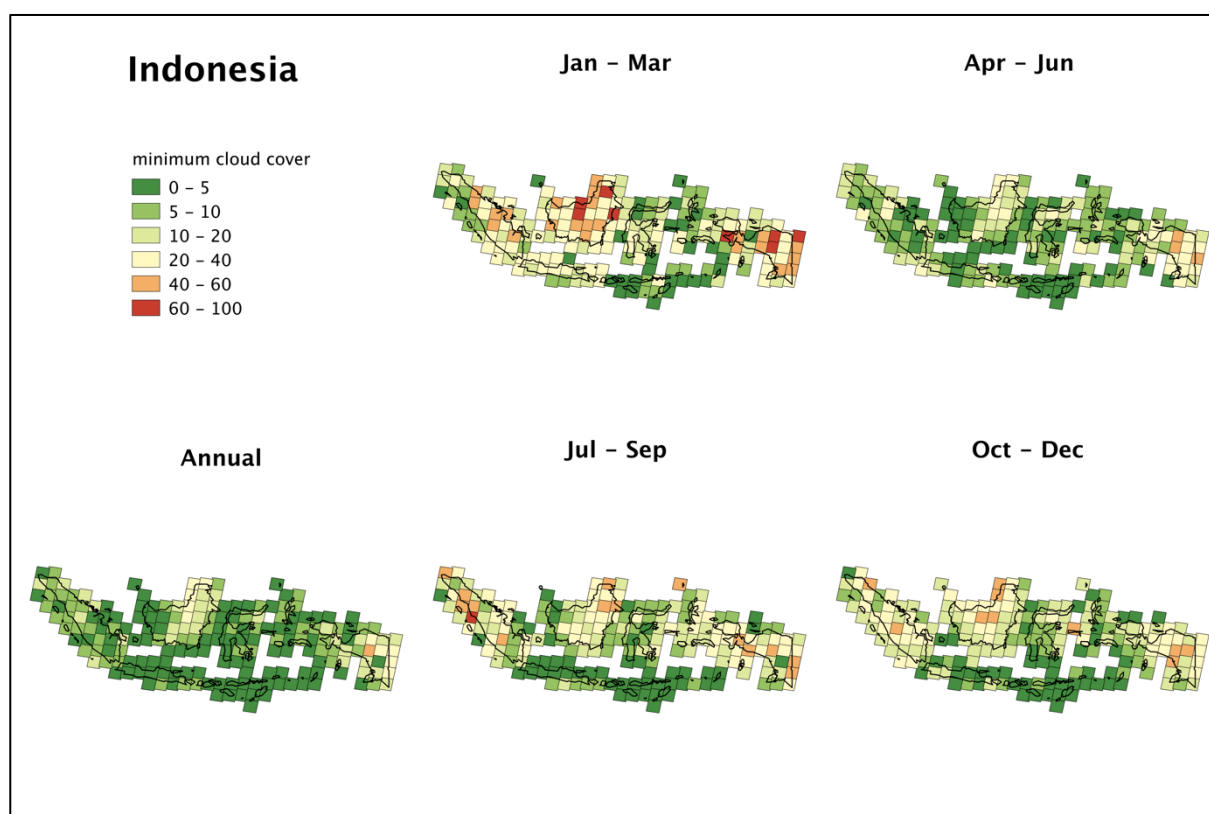 Indonesia
minimum cloud cover
0 – 5
5 – 10
10 – 20
20 – 40
40 – 60
60 – 100
Jan – Mar
Apr – Jun
Annual
Jul – Sep
Oct – Dec